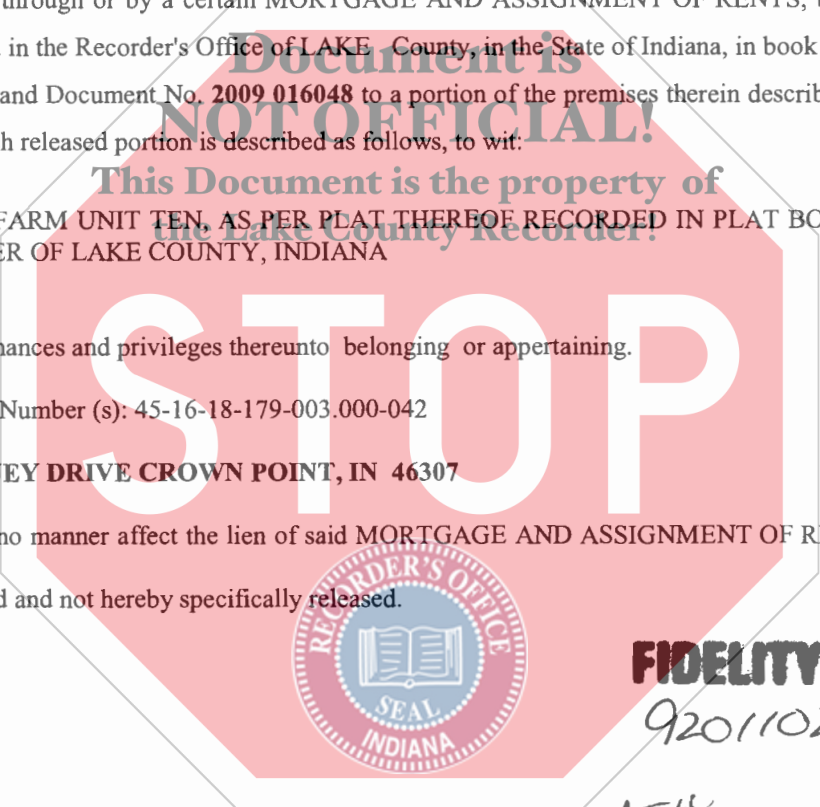 through or by a certain MORTGAGE AND ASSIGNMENT OF RENTS,
in the Recorder's Office of LAKE County, in the State of Indiana, in book
Document is
and Document No. 2009 016048 to a portion of the premises therein describ
NOT OFFICIAL!
h released portion is described as follows, to wit:
This Document is the property of
FARM UNIT TEN, AS PER PLAT THEREOF RECORDED IN PLAT BO
the Lake County Recorder!
ER OF LAKE COUNTY, INDIANA
STOP
nances and privileges thereunto belonging or appertaining.
Number (s): 45-16-18-179-003.000-042
EY DRIVE CROWN POINT, IN 46307
no manner affect the lien of said MORTGAGE AND ASSIGNMENT OF R
d and not hereby specifically released.
RECORDER'S OFFICE
SEAL
INDIANA
FIDELITY
920110